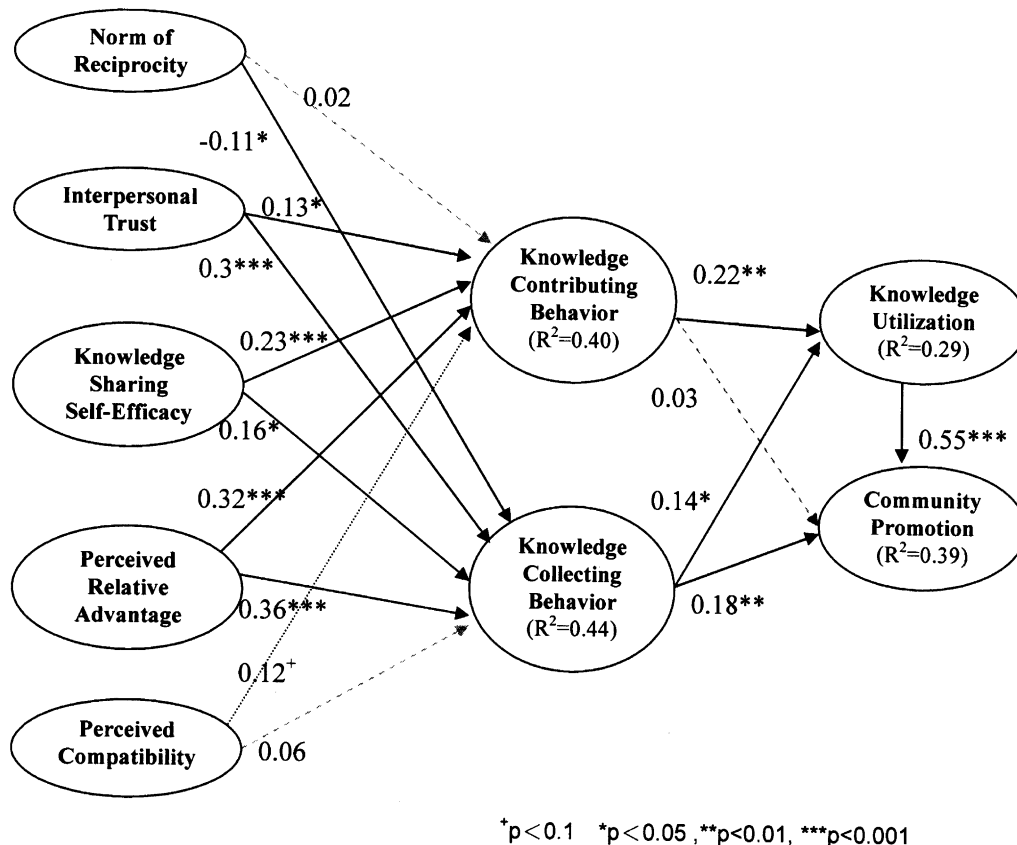 Norm of
Reciprocity
0.02
-0.11*
Interpersonal
Trust
0.13*
0.3***
Knowledge
Contributing
Behavior
(R²=0.40)
0.22**
Knowledge
Utilization
(R²=0.29)
Knowledge
Sharing
Self-Efficacy
0.23***
0.16*
0.03
0.55***
0.32***
0.14*
Community
Promotion
(R²=0.39)
Perceived
Relative
Advantage
0.36***
Knowledge
Collecting
Behavior
(R²=0.44)
0.18**
0.12⁺
Perceived
Compatibility
0.06
⁺p<0.1 *p<0.05 ,**p<0.01, ***p<0.001